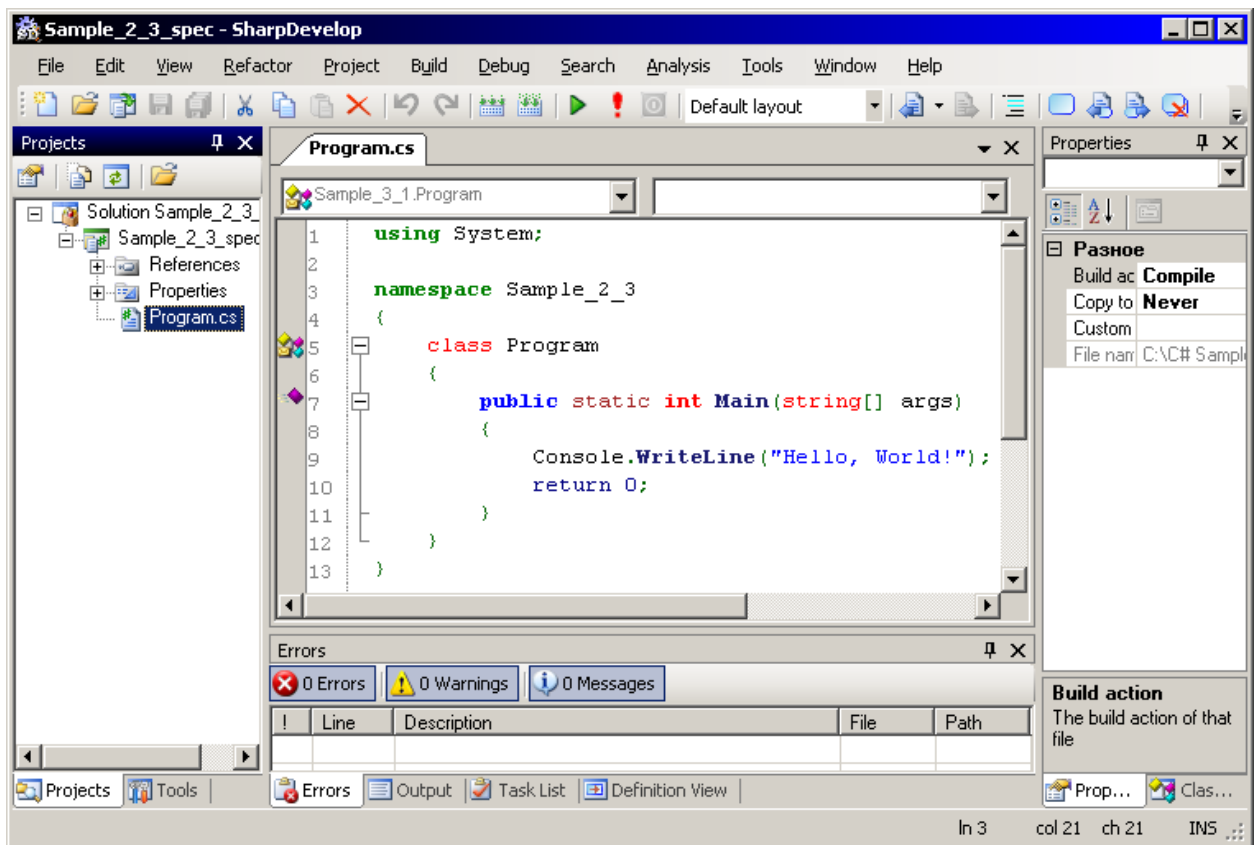 Sample_2_3_spec - SharpDevelop
File Edit View Refactor Project Build Debug Search Analysis Tools Window Help
Default layout
Projects
Solution Sample_2_3_
Sample_2_3_spec
References
Properties
Program.cs
Projects Tools
Program.cs
Sample_3_1.Program
1 using System;
2
3 namespace Sample_2_3
4 {
5 class Program
6 {
7 public static int Main(string[] args)
8 {
9 Console.WriteLine("Hello, World!");
10 return 0;
11 }
12 }
13 }
Errors
0 Errors 0 Warnings 0 Messages
! Line Description File Path
Errors Output Task List Definition View
Properties
Разное
Build ac Compile
Copy to Never
Custom
File nam C:\C# Sampl
Build action
The build action of that
file
Prop... Clas...
ln 3 col 21 ch 21 INS